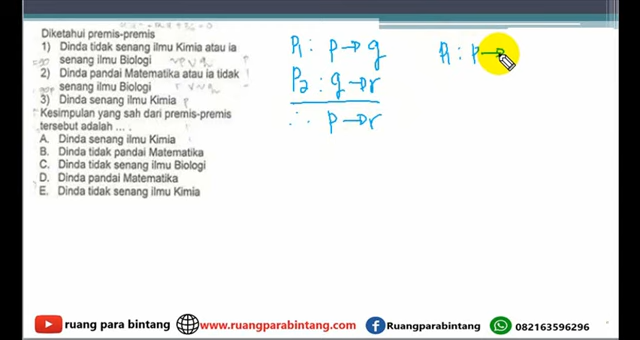 Diketahui premis-premis
1) Dinda tidak senang ilmu Kimia atau ia
senang ilmu Biologi ~p ∨ q
2) Dinda pandai Matematika atau ia tidak
senang ilmu Biologi r ∨ ~q
3) Dinda senang ilmu Kimia p
Kesimpulan yang sah dari premis-premis
tersebut adalah ... .
A. Dinda senang ilmu Kimia
B. Dinda tidak pandai Matematika
C. Dinda tidak senang ilmu Biologi
D. Dinda pandai Matematika
E. Dinda tidak senang ilmu Kimia
P1 : p → q
P2 : q → r
∴ p → r
P1 : p →
ruang para bintang
www.ruangparabintang.com
Ruangparabintang
082163596296